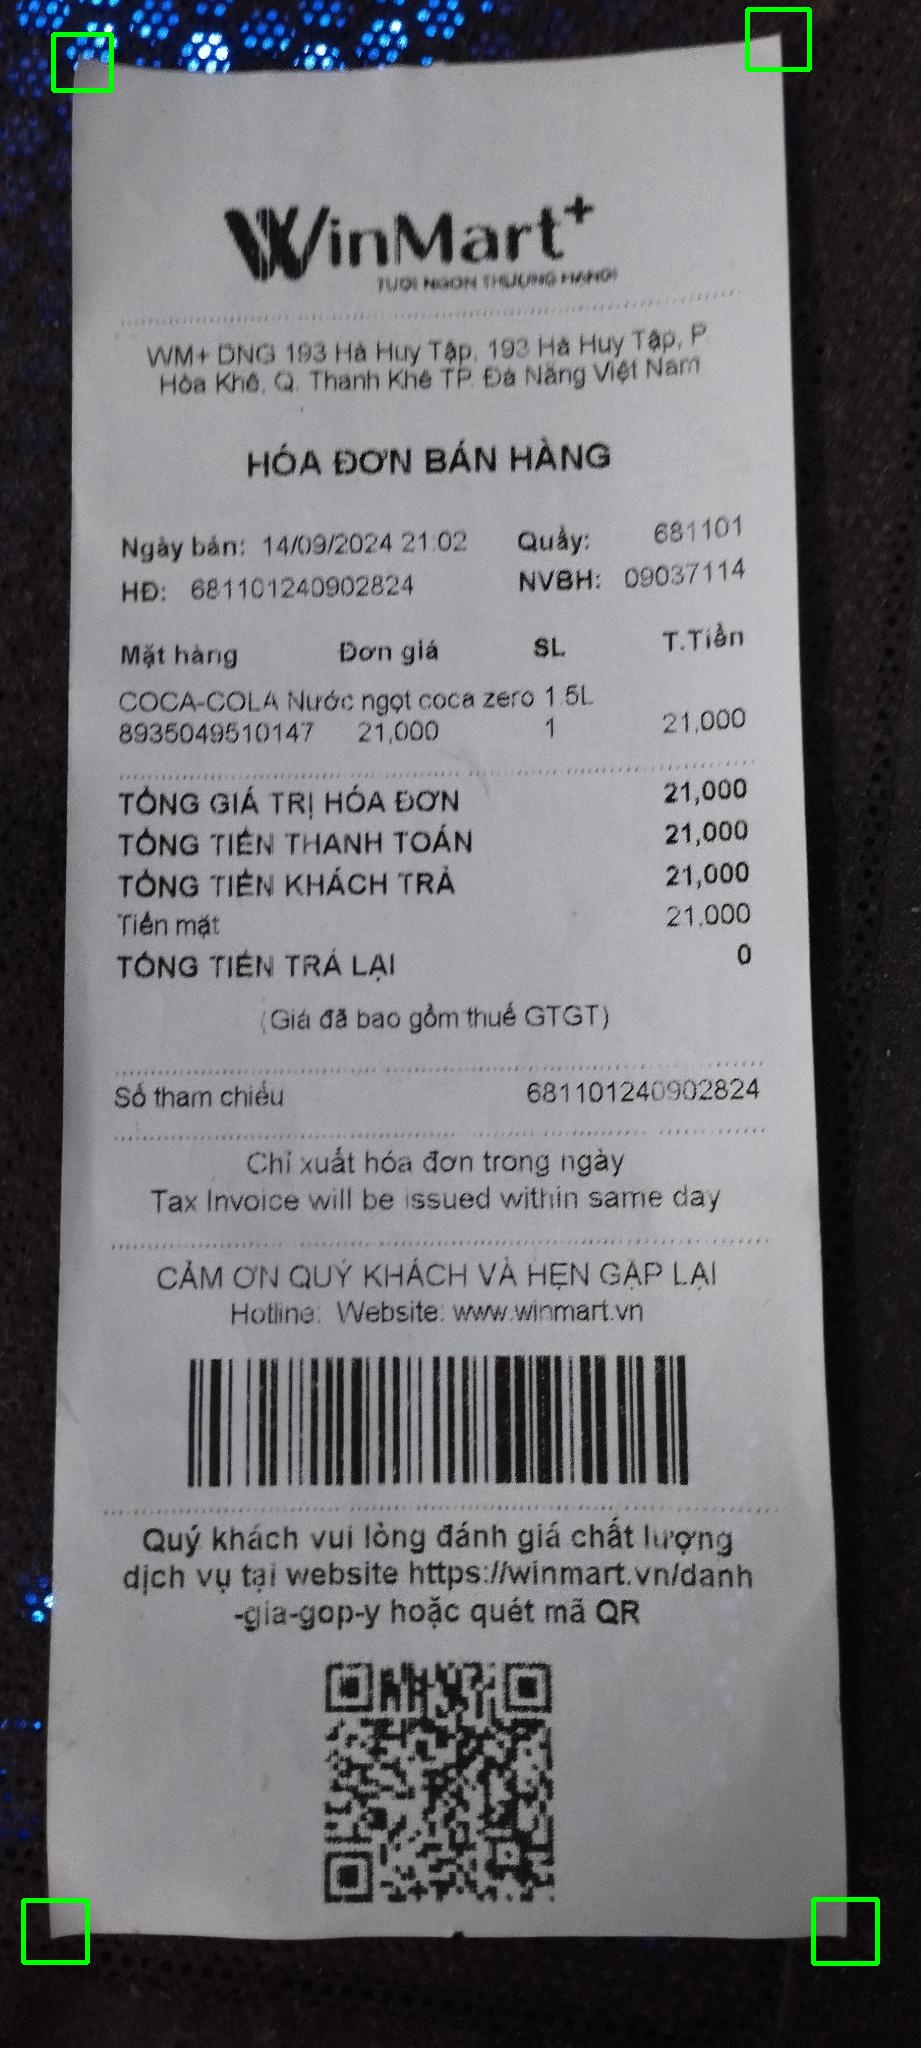 WinMart+
TƯƠI NGON THƯỢNG HẠNG!
WM+ DNG 193 Hà Huy Tập, 193 Hà Huy Tập, P.
Hòa Khê, Q. Thanh Khê TP. Đà Nẵng Việt Nam
HÓA ĐƠN BÁN HÀNG
Ngày bán: 14/09/2024 21:02 Quầy: 681101
HĐ: 681101240902824 NVBH: 09037114
Mặt hàng Đơn giá SL T.Tiền
COCA-COLA Nước ngọt coca zero 1.5L
8935049510147 21,000 1 21,000
TỔNG GIÁ TRỊ HÓA ĐƠN 21,000
TỔNG TIỀN THANH TOÁN 21,000
TỔNG TIỀN KHÁCH TRẢ 21,000
Tiền mặt 21,000
TỔNG TIỀN TRẢ LẠI 0
(Giá đã bao gồm thuế GTGT)
Số tham chiếu 681101240902824
Chỉ xuất hóa đơn trong ngày
Tax Invoice will be issued within same day
CẢM ƠN QUÝ KHÁCH VÀ HẸN GẶP LẠI
Hotline: Website: www.winmart.vn
Quý khách vui lòng đánh giá chất lượng
dịch vụ tại website https://winmart.vn/danh
-gia-gop-y hoặc quét mã QR